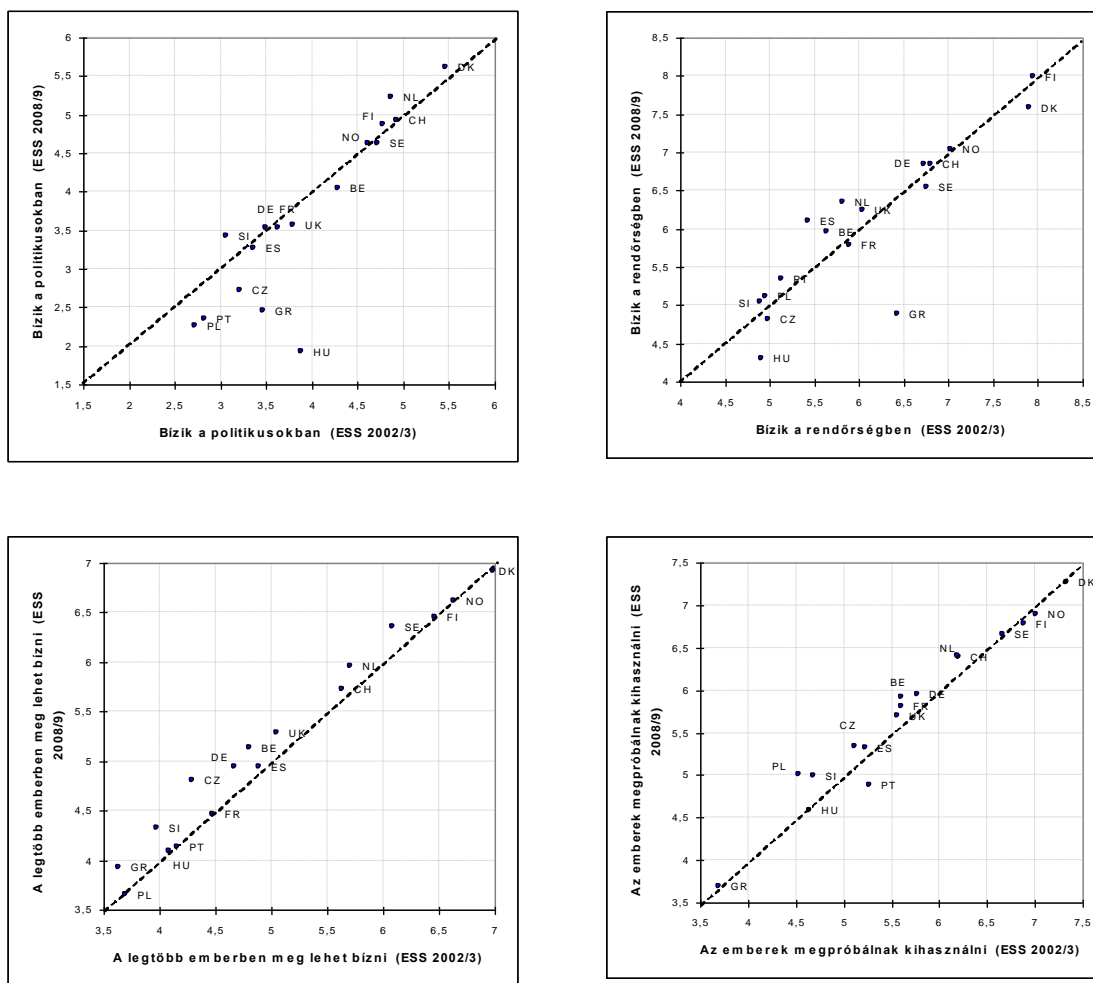 6
5,5
5
4,5
4
3,5
3
2,5
2
1,5
Bízik a politikusokban (ESS 2008/9)
DK
NL
FI
CH
NO
SE
BE
DE FR
UK
SI
ES
CZ
GR
PT
PL
HU
1,5 2 2,5 3 3,5 4 4,5 5 5,5 6
Bízik a politikusokban (ESS 2002/3)
8,5
8
7,5
7
6,5
6
5,5
5
4,5
4
Bízik a rendőrségben (ESS 2008/9)
FI
DK
NO
DE CH
SE
NL
UK
ES
BE
FR
PT
PL
SI
GR
CZ
HU
4 4,5 5 5,5 6 6,5 7 7,5 8 8,5
Bízik a rendőrségben (ESS 2002/3)
7
6,5
6
5,5
5
4,5
4
3,5
A legtöbb emberben meg lehet bízni (ESS
2008/9)
DK
NO
FI
SE
NL
CH
UK
BE
DE
ES
CZ
FR
SI
PT
HU
GR
PL
3,5 4 4,5 5 5,5 6 6,5 7
A legtöbb emberben meg lehet bízni (ESS 2002/3)
7,5
7
6,5
6
5,5
5
4,5
4
3,5
Az emberek megpróbálnak kihasználni (ESS
2008/9)
DK
NO
FI
SE
NL
CH
BE
DE
FR
UK
CZ
ES
PL
SI
PT
HU
GR
3,5 4 4,5 5 5,5 6 6,5 7 7,5
Az emberek megpróbálnak kihasználni (ESS 2002/3)